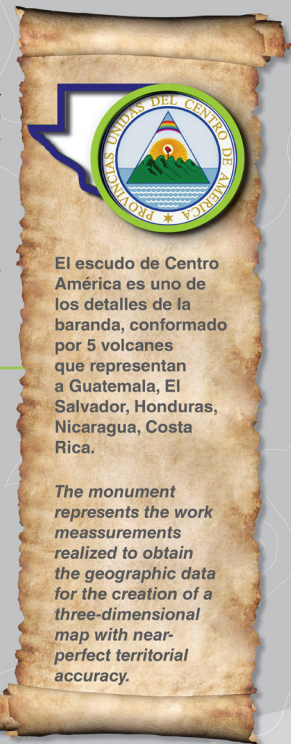 PROVINCIAS UNIDAS DEL CENTRO DE AMERICA
El escudo de Centro
América es uno de
los detalles de la
baranda, conformado
por 5 volcanes
que representan
a Guatemala, El
Salvador, Honduras,
Nicaragua, Costa
Rica.
The monument
represents the work
meassurements
realized to obtain
the geographic data
for the creation of a
three-dimensional
map with near-
perfect territorial
accuracy.